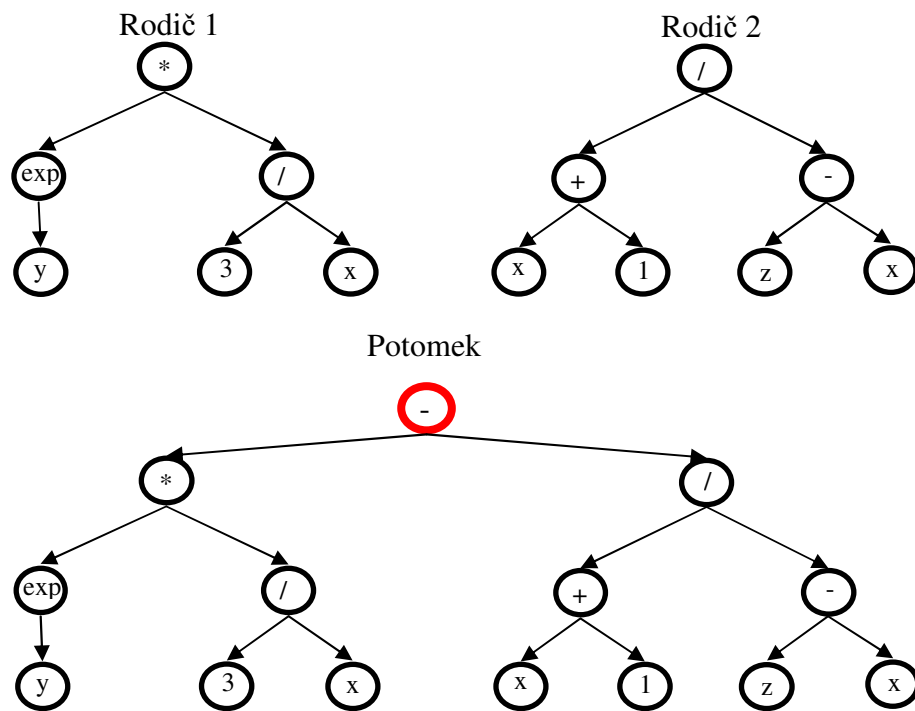 Rodič 1 Rodič 2
* /
exp / + -
y 3 x x 1 z x
Potomek
-
* /
exp / + -
y 3 x x 1 z x